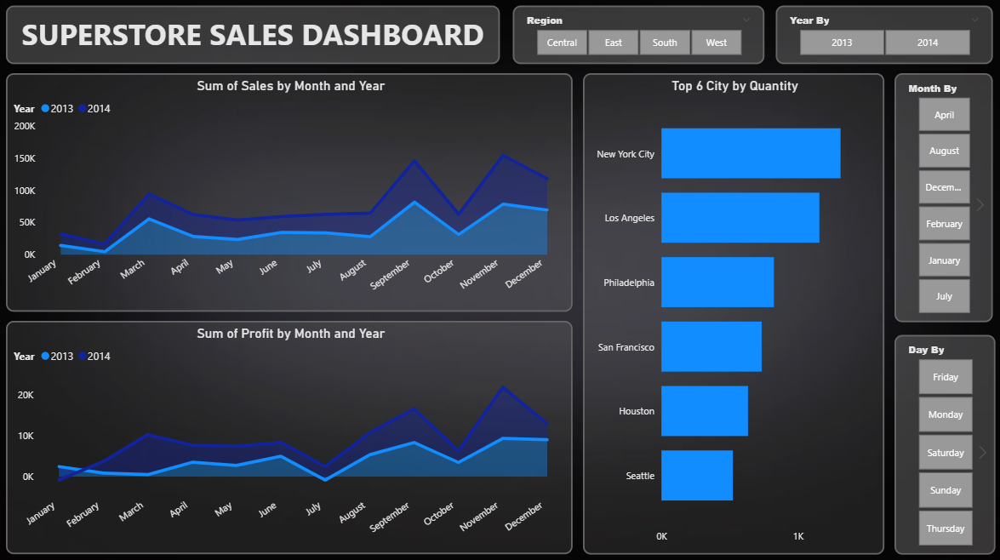 SUPERSTORE SALES DASHBOARD
Region
Central East South West
Year By
2013 2014
Sum of Sales by Month and Year
Year 2013 2014
200K
150K
100K
50K
0K
January February March April May June July August September October November December
Sum of Profit by Month and Year
Year 2013 2014
20K
10K
0K
January February March April May June July August September October November December
Top 6 City by Quantity
New York City
Los Angeles
Philadelphia
San Francisco
Houston
Seattle
0K 1K
Month By
April
August
Decem...
February
January
July
Day By
Friday
Monday
Saturday
Sunday
Thursday